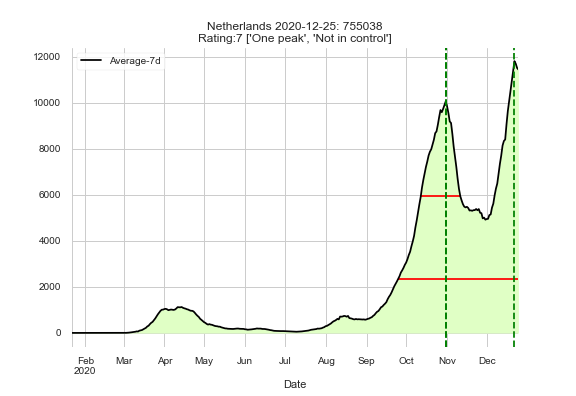 Netherlands 2020-12-25: 755038
Rating:7 ['One peak', 'Not in control']
Average-7d
12000
10000
8000
6000
4000
2000
0
Feb Mar Apr May Jun Jul Aug Sep Oct Nov Dec
2020
Date